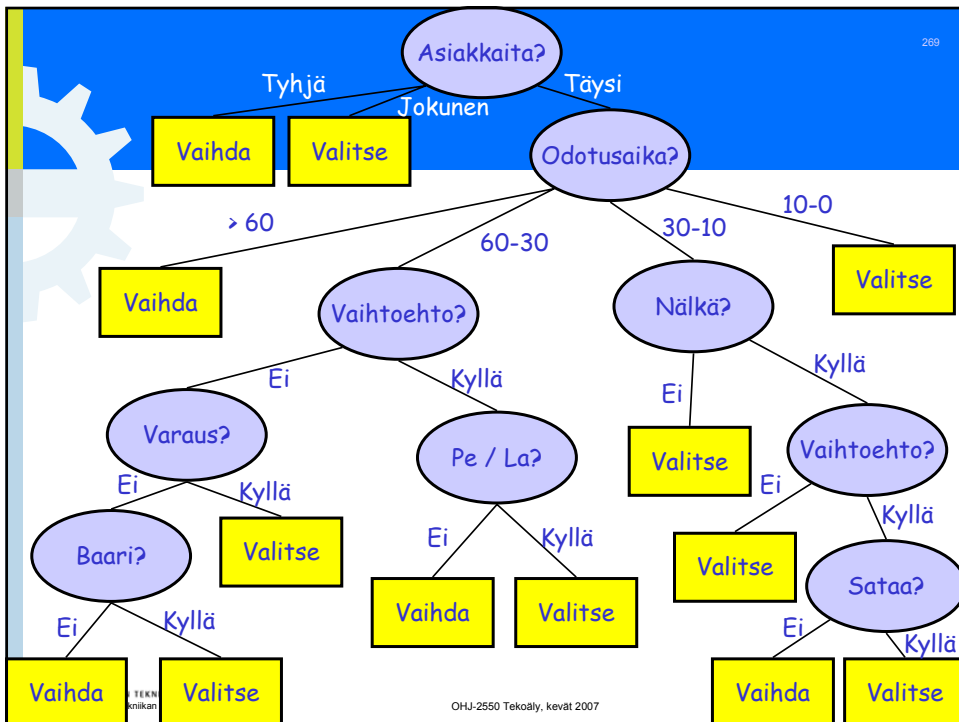 269
Asiakkaita?
Tyhjä
Jokunen
Täysi
Vaihda
Valitse
Odotusaika?
> 60
60-30
30-10
10-0
Vaihda
Vaihtoehto?
Nälkä?
Valitse
Ei
Kyllä
Ei
Kyllä
Varaus?
Pe / La?
Valitse
Vaihtoehto?
Ei
Kyllä
Ei
Kyllä
Ei
Kyllä
Baari?
Valitse
Vaihda
Valitse
Valitse
Sataa?
Ei
Kyllä
Ei
Kyllä
Vaihda
Valitse
Vaihda
Valitse
OHJ-2550 Tekoäly, kevät 2007